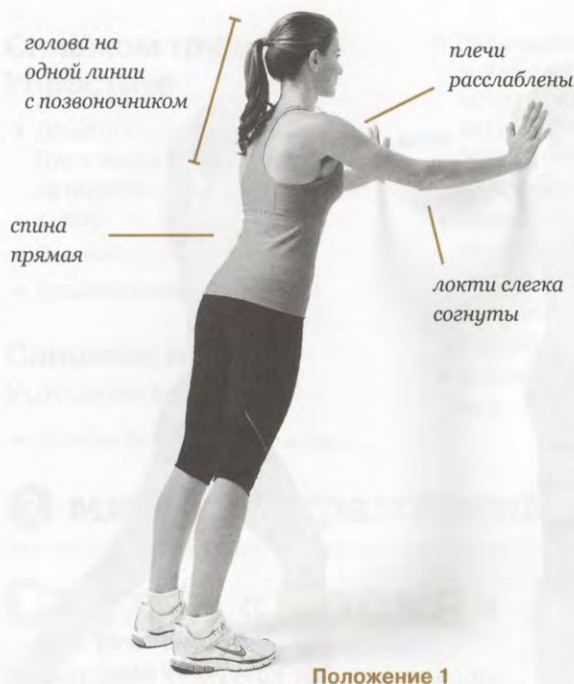 голова на
одной линии
с позвоночником
плечи
расслаблены
спина
прямая
локти слегка
согнуты
Положение 1